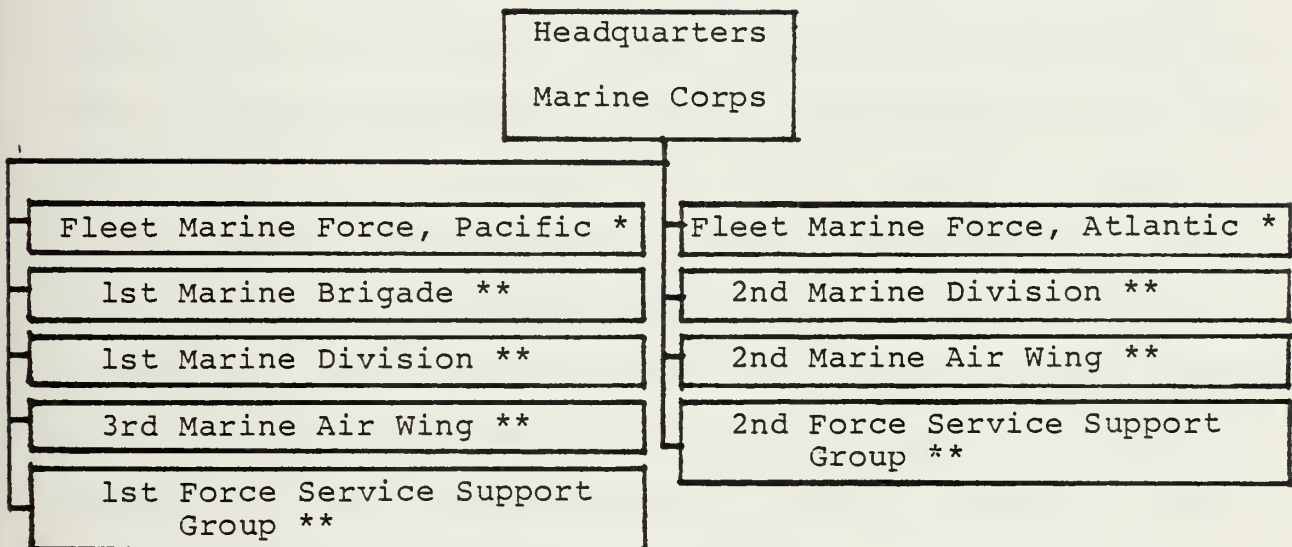 Headquarters
Marine Corps
Fleet Marine Force, Pacific *
1st Marine Brigade **
1st Marine Division **
3rd Marine Air Wing **
1st Force Service Support
Group **
Fleet Marine Force, Atlantic *
2nd Marine Division **
2nd Marine Air Wing **
2nd Force Service Support
Group **